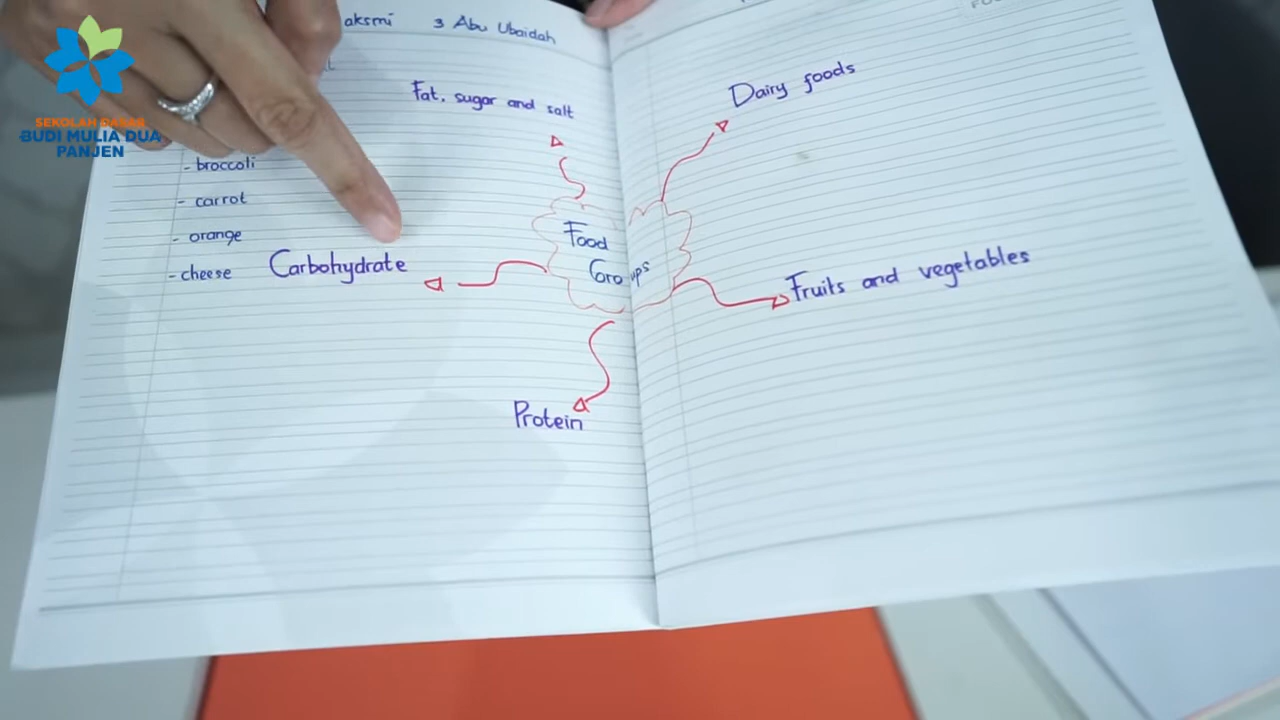 SEKOLAH DASAR
BUDI MULIA DUA
PANJEN
aksmi 3 Abu Ubaidah
Fat, sugar and salt
Dairy foods
- broccoli
- carrot
- orange
- cheese
Carbohydrate
Food
Groups
Fruits and vegetables
Protein